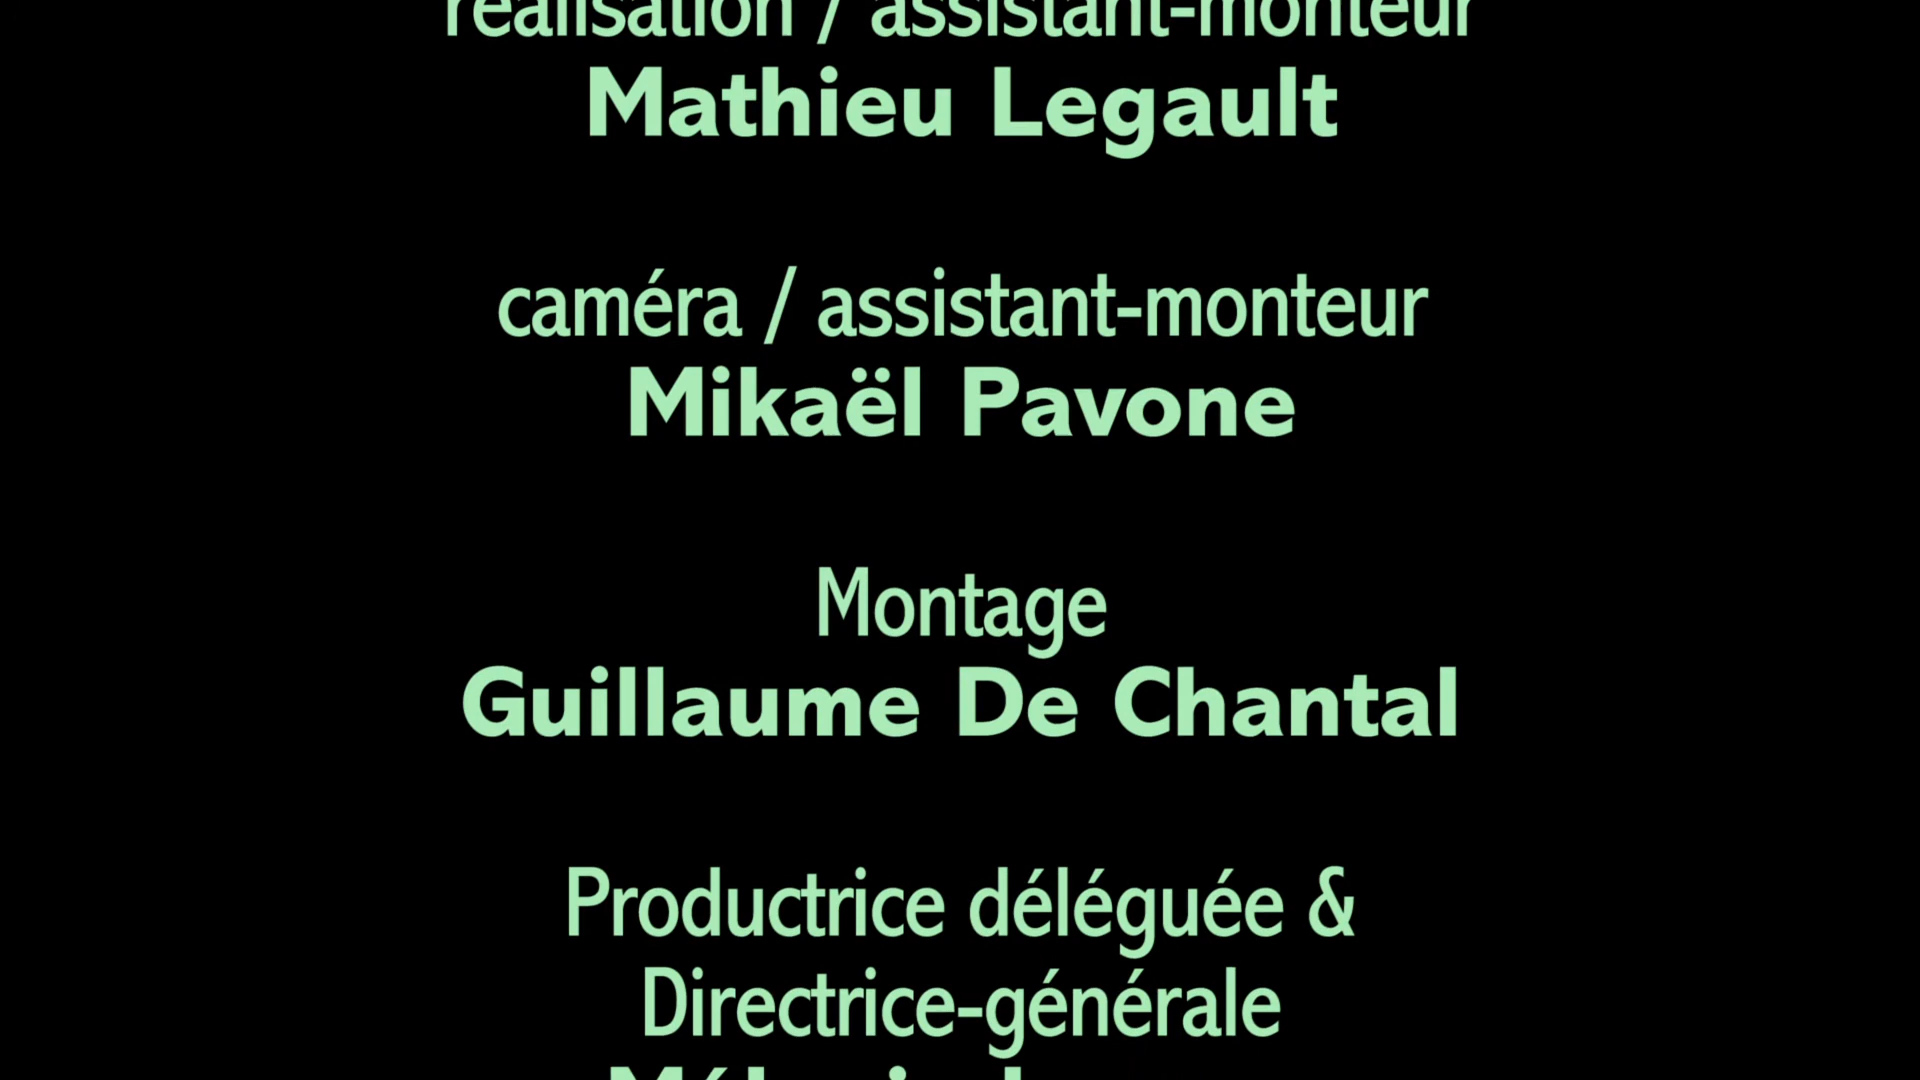 réalisation / assistant-monteur
Mathieu Legault
caméra / assistant-monteur
Mikaël Pavone
Montage
Guillaume De Chantal
Productrice déléguée &
Directrice-générale